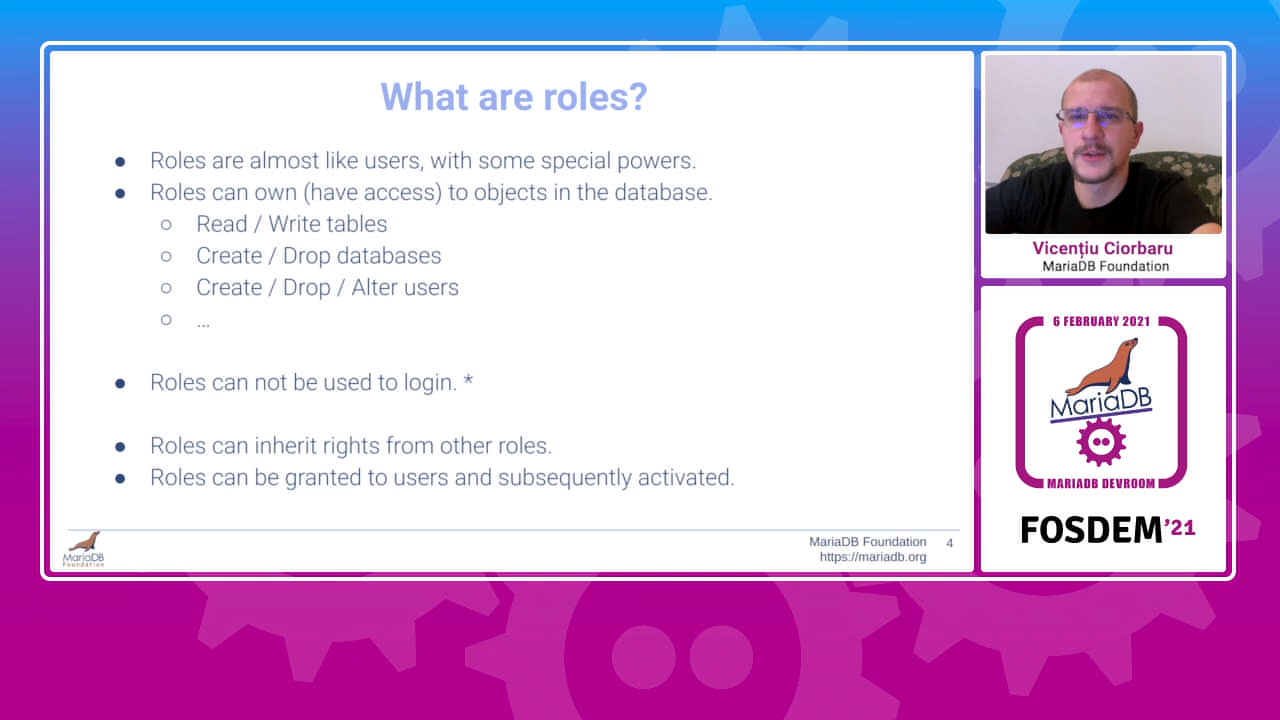 What are roles?
● Roles are almost like users, with some special powers.
● Roles can own (have access) to objects in the database.
○ Read / Write tables
○ Create / Drop databases
○ Create / Drop / Alter users
○ ...
● Roles can not be used to login. *
● Roles can inherit rights from other roles.
● Roles can be granted to users and subsequently activated.
MariaDB
Foundation
MariaDB Foundation 4
https://mariadb.org
Vicențiu Ciorbaru
MariaDB Foundation
6 FEBRUARY 2021
MariaDB
MARIADB DEVROOM
FOSDEM'21